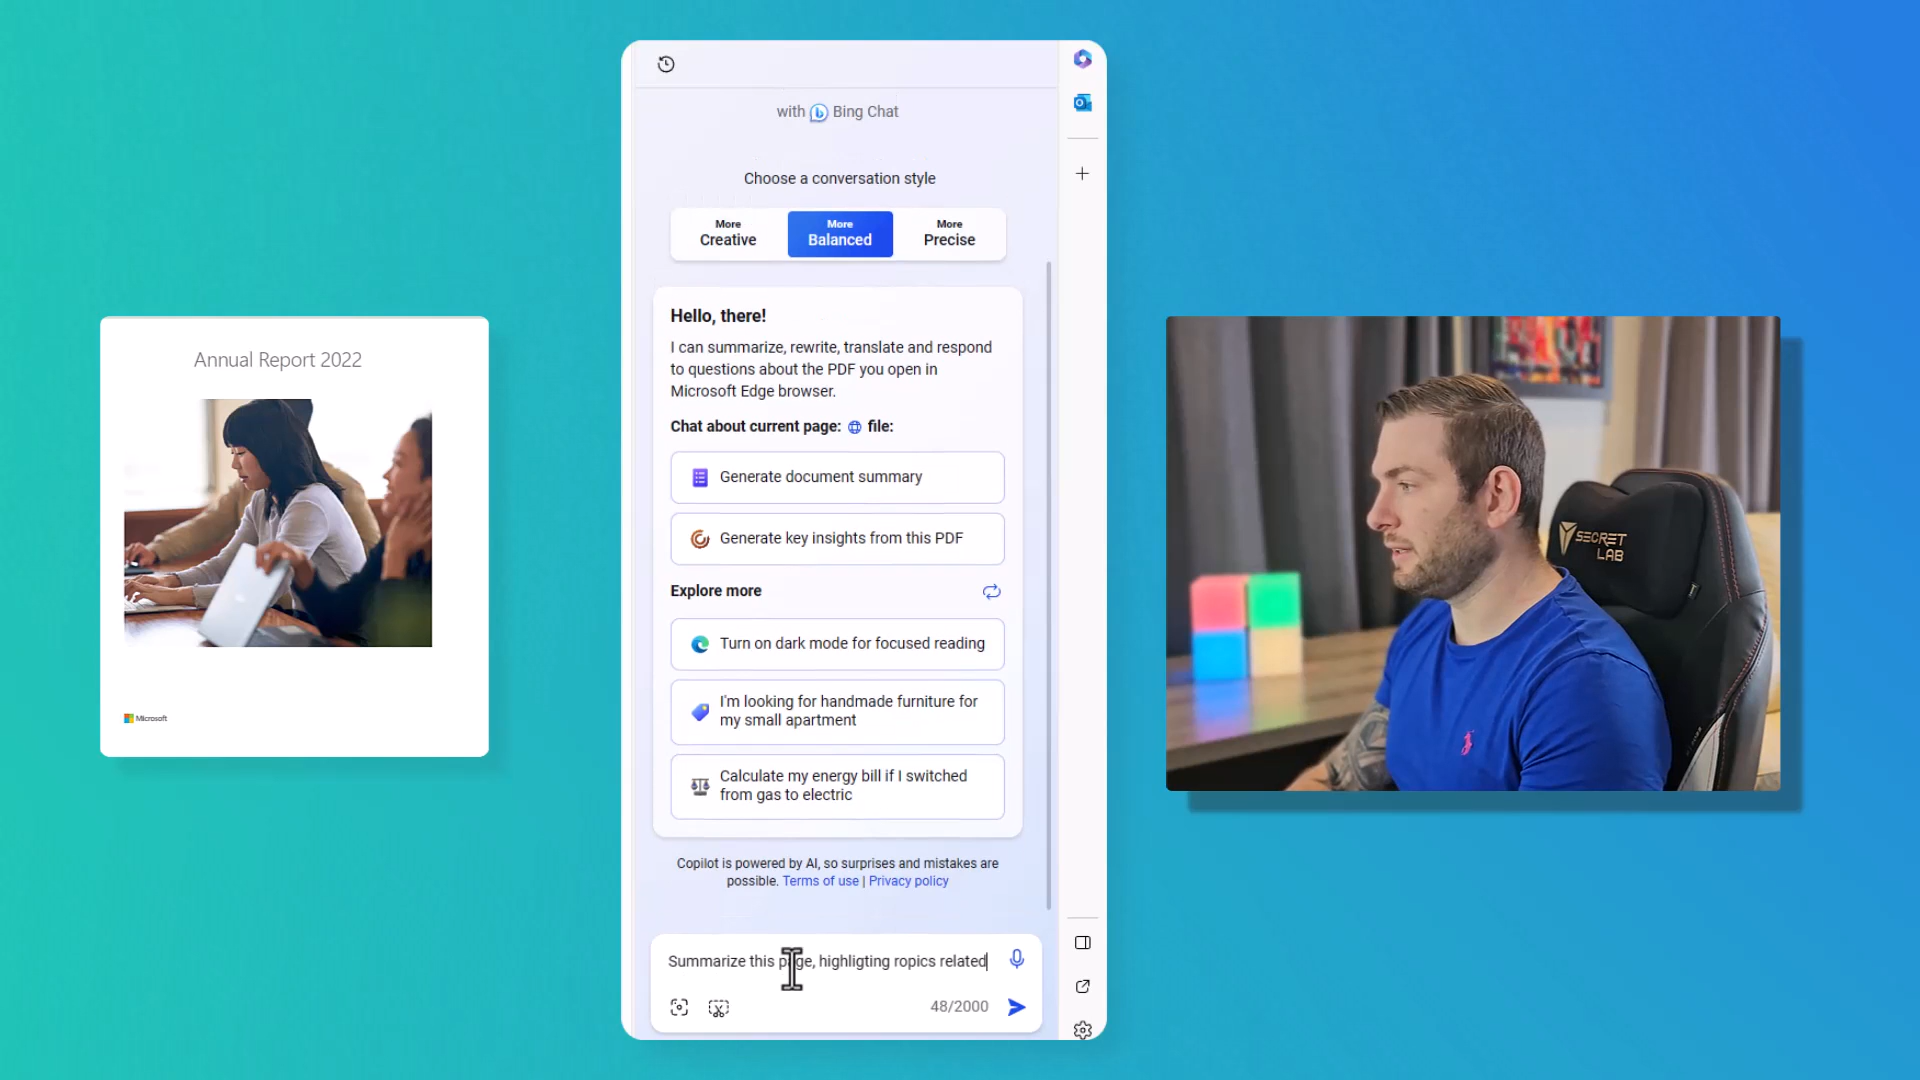 Annual Report 2022
Microsoft
with Bing Chat
Choose a conversation style
More
Creative
More
Balanced
More
Precise
Hello, there!
I can summarize, rewrite, translate and respond
to questions about the PDF you open in
Microsoft Edge browser.
Chat about current page: file:
Generate document summary
Generate key insights from this PDF
Explore more
Turn on dark mode for focused reading
I'm looking for handmade furniture for
my small apartment
Calculate my energy bill if I switched
from gas to electric
Copilot is powered by AI, so surprises and mistakes are
possible. Terms of use | Privacy policy
Summarize this page, highligting ropics related
48/2000
SECRET
LAB